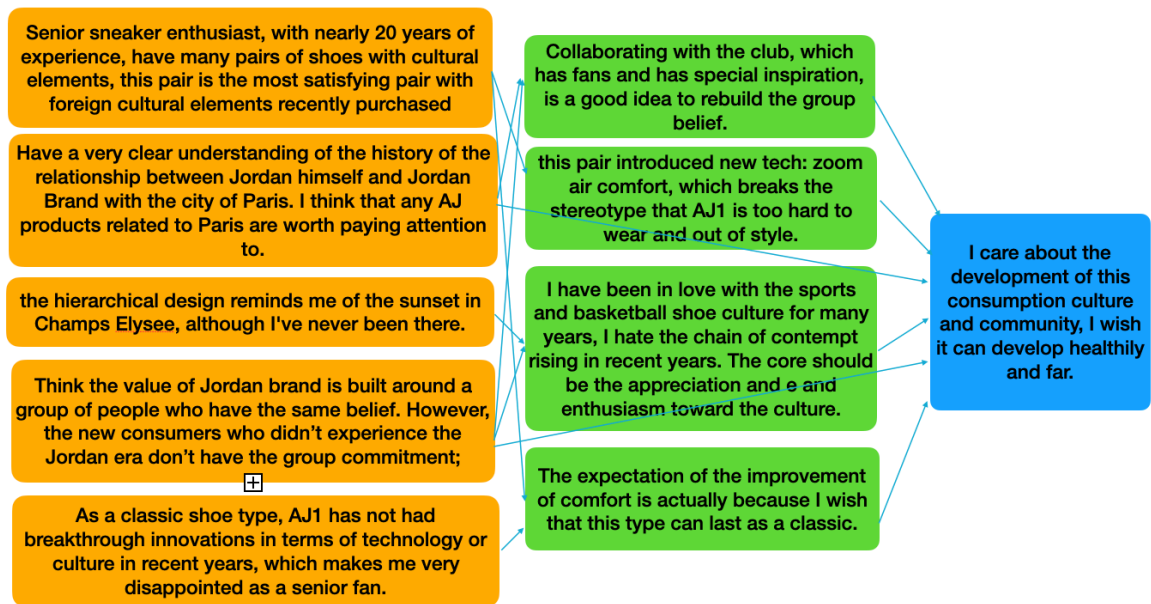 Senior sneaker enthusiast, with nearly 20 years of
experience, have many pairs of shoes with cultural
elements, this pair is the most satisfying pair with
foreign cultural elements recently purchased
Have a very clear understanding of the history of the
relationship between Jordan himself and Jordan
Brand with the city of Paris. I think that any AJ
products related to Paris are worth paying attention
to.
the hierarchical design reminds me of the sunset in
Champs Elysee, although I've never been there.
Think the value of Jordan brand is built around a
group of people who have the same belief. However,
the new consumers who didn't experience the
Jordan era don't have the group commitment;
As a classic shoe type, AJ1 has not had
breakthrough innovations in terms of technology or
culture in recent years, which makes me very
disappointed as a senior fan.
Collaborating with the club, which
has fans and has special inspiration,
is a good idea to rebuild the group
belief.
this pair introduced new tech: zoom
air comfort, which breaks the
stereotype that AJ1 is too hard to
wear and out of style.
I have been in love with the sports
and basketball shoe culture for many
years, I hate the chain of contempt
rising in recent years. The core should
be the appreciation and e and
enthusiasm toward the culture.
The expectation of the improvement
of comfort is actually because I wish
that this type can last as a classic.
I care about the
development of this
consumption culture
and community, I wish
it can develop healthily
and far.